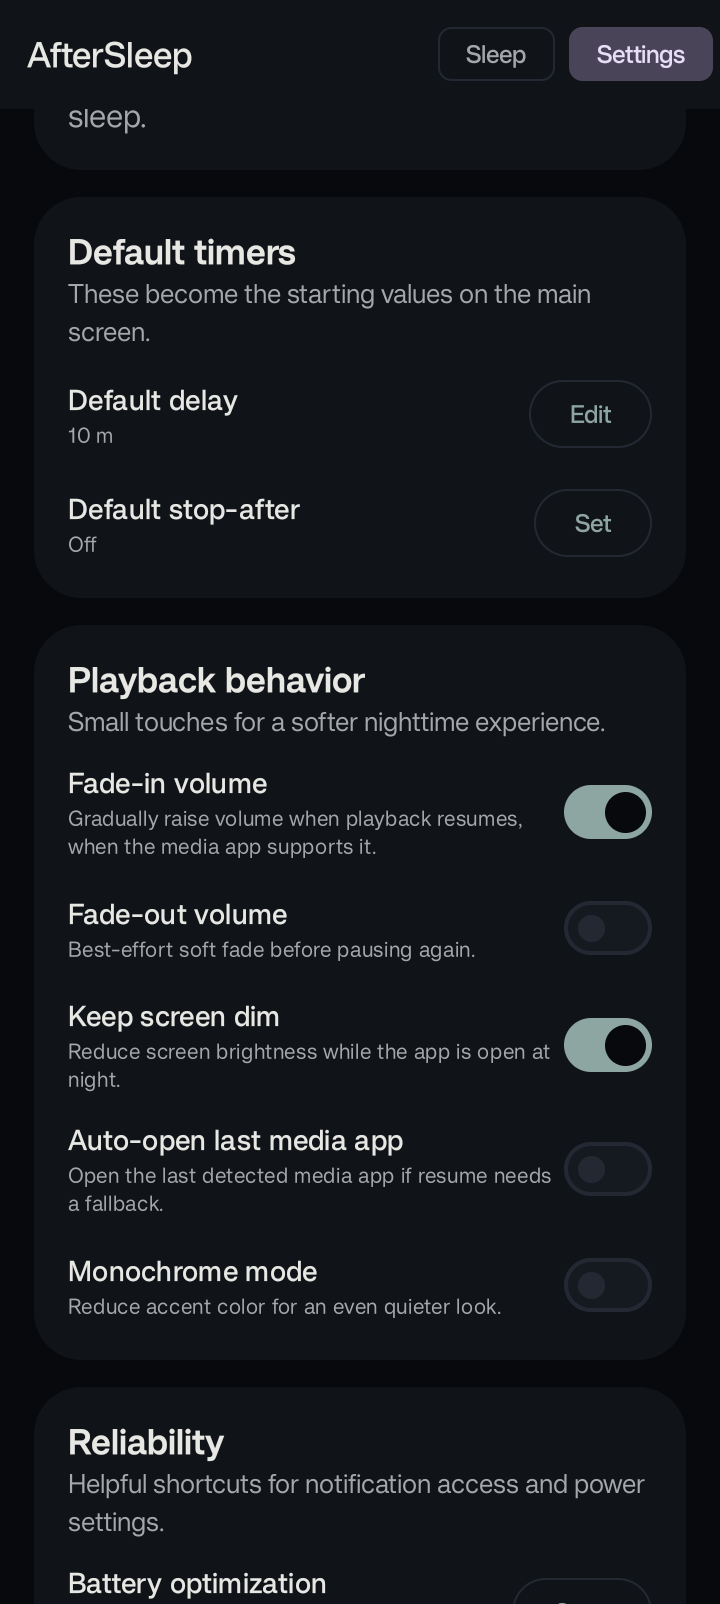 AfterSleep
Sleep
Settings
sleep.
Default timers
These become the starting values on the main
screen.
Default delay
10 m
Edit
Default stop-after
Off
Set
Playback behavior
Small touches for a softer nighttime experience.
Fade-in volume
Gradually raise volume when playback resumes,
when the media app supports it.
Fade-out volume
Best-effort soft fade before pausing again.
Keep screen dim
Reduce screen brightness while the app is open at
night.
Auto-open last media app
Open the last detected media app if resume needs
a fallback.
Monochrome mode
Reduce accent color for an even quieter look.
Reliability
Helpful shortcuts for notification access and power
settings.
Battery optimization